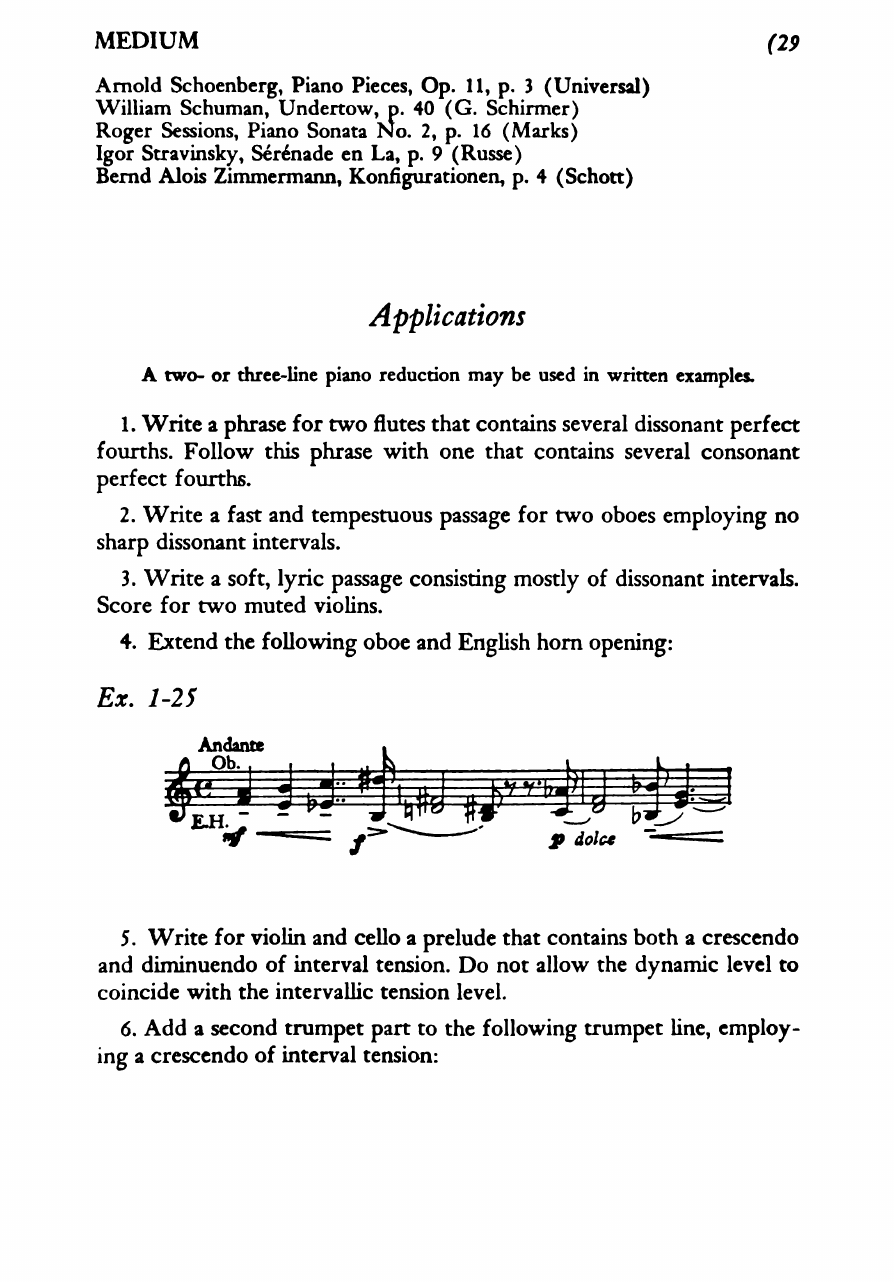 MEDIUM (29
Arnold Schoenberg, Piano Pieces, Op. 11, p. 3 (Universal)
William Schuman, Undertow, p. 40 (G. Schirmer)
Roger Sessions, Piano Sonata No. 2, p. 16 (Marks)
Igor Stravinsky, Sérénade en La, p. 9 (Russe)
Bernd Alois Zimmermann, Konfigurationen, p. 4 (Schott)
Applications
A two- or three-line piano reduction may be used in written examples.
1. Write a phrase for two flutes that contains several dissonant perfect
fourths. Follow this phrase with one that contains several consonant
perfect fourths.
2. Write a fast and tempestuous passage for two oboes employing no
sharp dissonant intervals.
3. Write a soft, lyric passage consisting mostly of dissonant intervals.
Score for two muted violins.
4. Extend the following oboe and English horn opening:
Ex. 1-25
Andante
Ob.
E.H.
mf f p dolce
5. Write for violin and cello a prelude that contains both a crescendo
and diminuendo of interval tension. Do not allow the dynamic level to
coincide with the intervallic tension level.
6. Add a second trumpet part to the following trumpet line, employ-
ing a crescendo of interval tension: